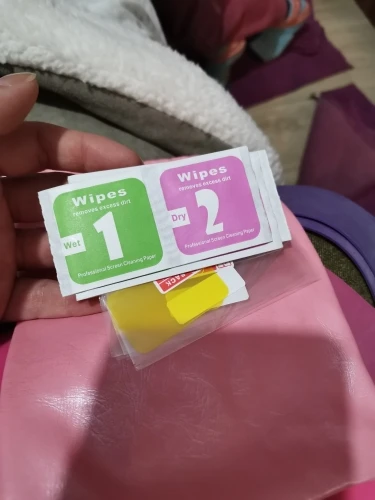 Wipes
removes excess dirt
Wet
1
Professional Screen Cleaning Paper
Wipes
removes excess dirt
Dry
2
Professional Screen Cleaning Paper
BACK